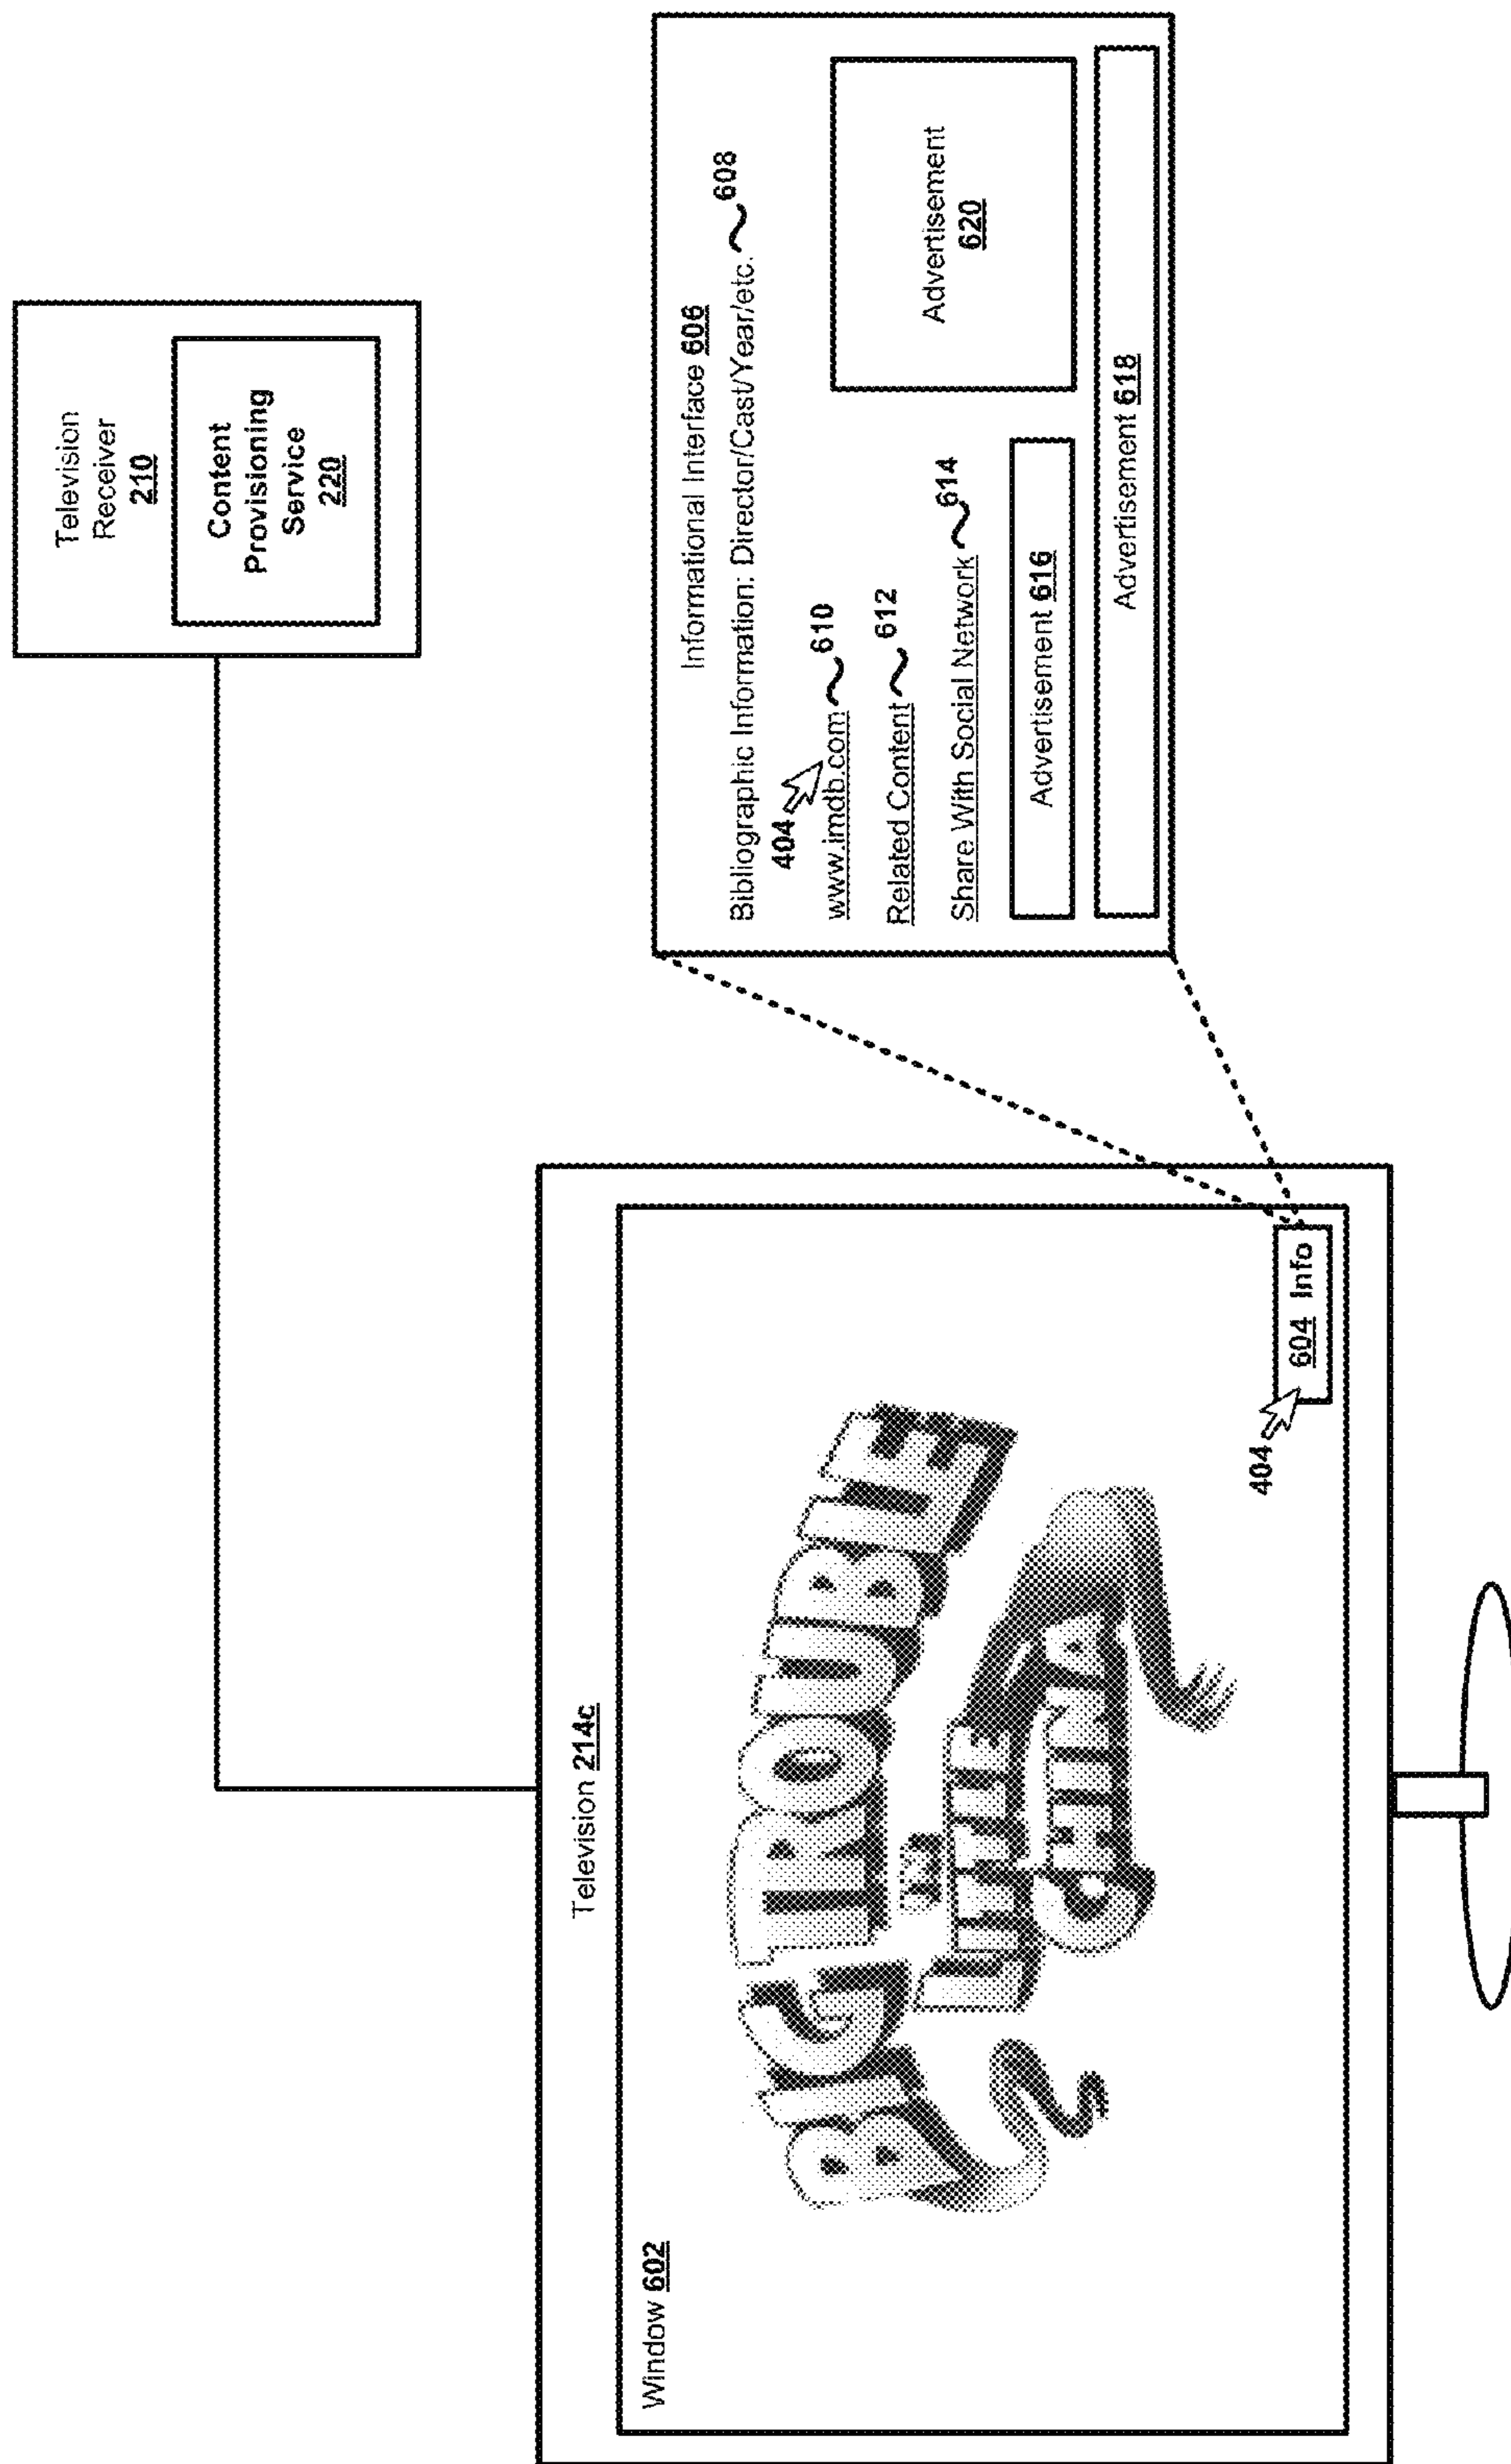 Television
Receiver
210
Content
Provisioning
Service
220
Television 214c
Window 602
BIG TROUBLE
IN
LITTLE
CHINA
404
604 Info
Informational Interface 606
Bibliographic Information: Director/Cast/Year/etc. 608
404
www.imdb.com 610
Related Content 612
Share With Social Network 614
Advertisement 616
Advertisement
620
Advertisement 618